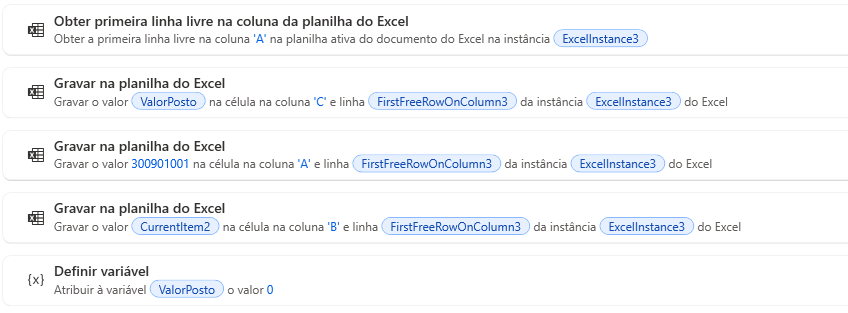 Obter primeira linha livre na coluna da planilha do Excel
Obter a primeira linha livre na coluna 'A' na planilha ativa do documento do Excel na instância ExcelInstance3
Gravar na planilha do Excel
Gravar o valor ValorPosto na célula na coluna 'C' e linha FirstFreeRowOnColumn3 da instância ExcelInstance3 do Excel
Gravar na planilha do Excel
Gravar o valor 300901001 na célula na coluna 'A' e linha FirstFreeRowOnColumn3 da instância ExcelInstance3 do Excel
Gravar na planilha do Excel
Gravar o valor CurrentItem2 na célula na coluna 'B' e linha FirstFreeRowOnColumn3 da instância ExcelInstance3 do Excel
{x} Definir variável
Atribuir à variável ValorPosto o valor 0